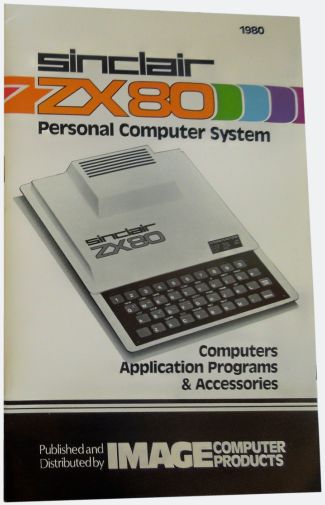 1980
sinclair
ZX80
Personal Computer System
sinclair
ZX80
Computers
Application Programs
& Accessories
Published and
Distributed by
IMAGE
COMPUTER
PRODUCTS